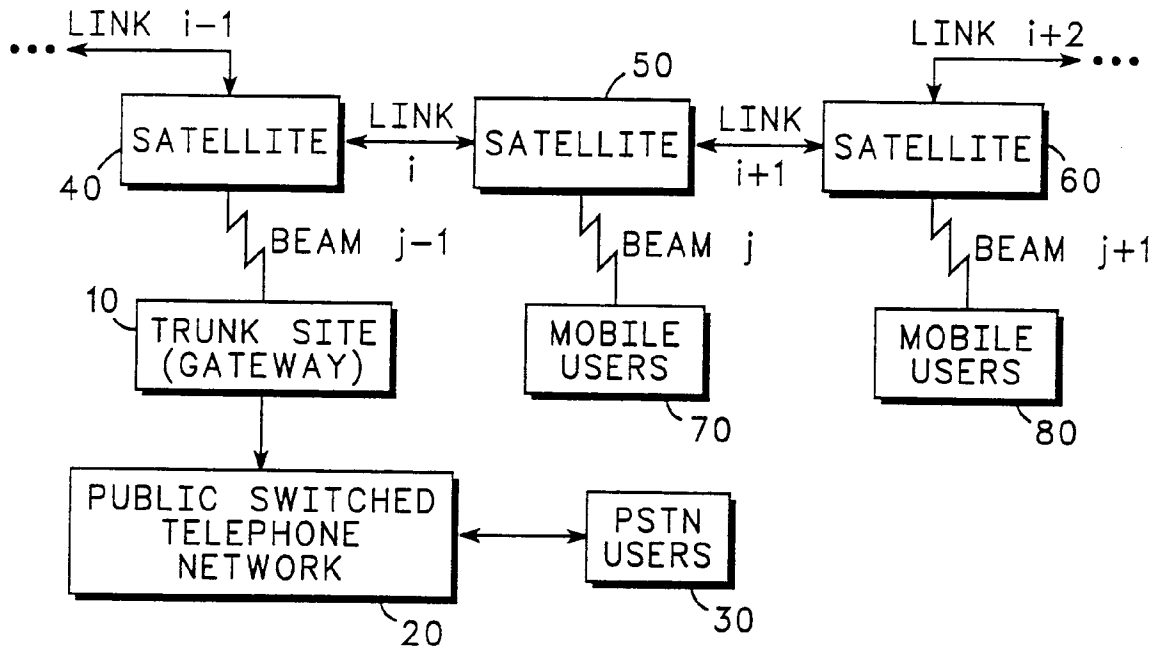 LINK i-1
LINK i+2
50
SATELLITE
LINK
i
SATELLITE
LINK
i+1
SATELLITE
40
60
BEAM j-1
BEAM j
BEAM j+1
10
TRUNK SITE
(GATEWAY)
MOBILE
USERS
MOBILE
USERS
70
80
PUBLIC SWITCHED
TELEPHONE
NETWORK
PSTN
USERS
20
30